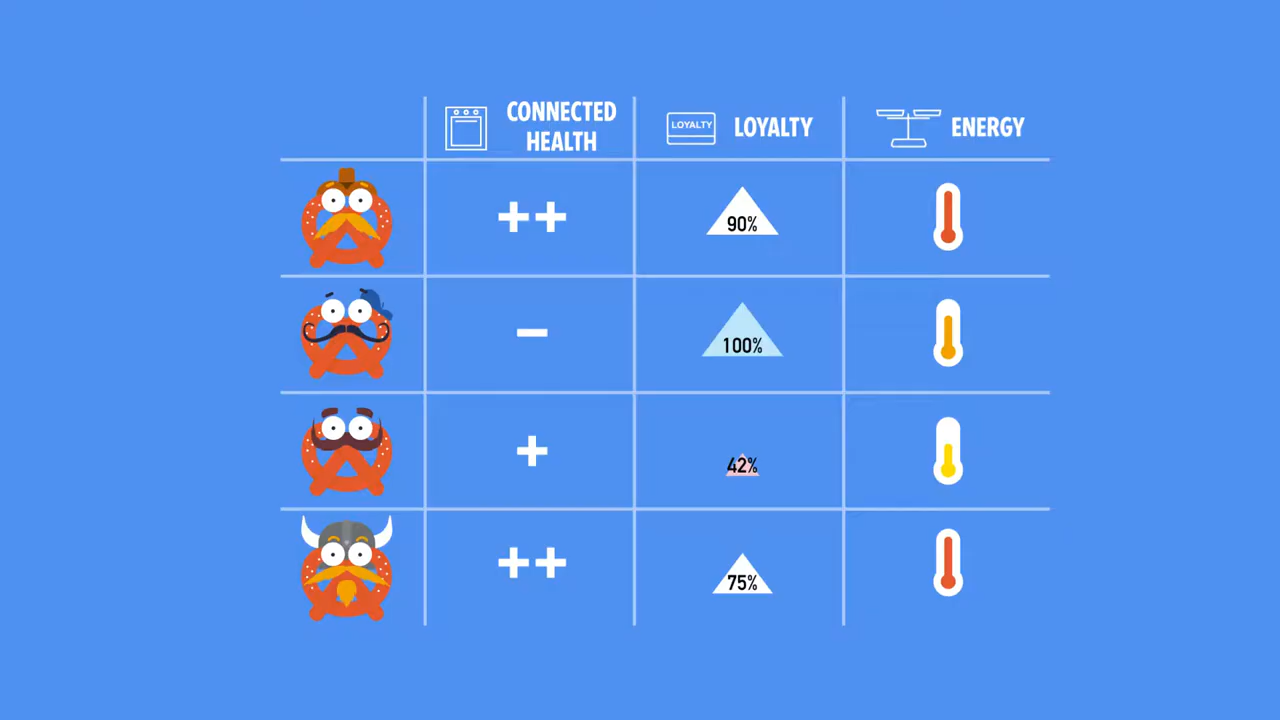 CONNECTED
HEALTH
LOYALTY
LOYALTY
ENERGY
++
90%
–
100%
+
42%
++
75%